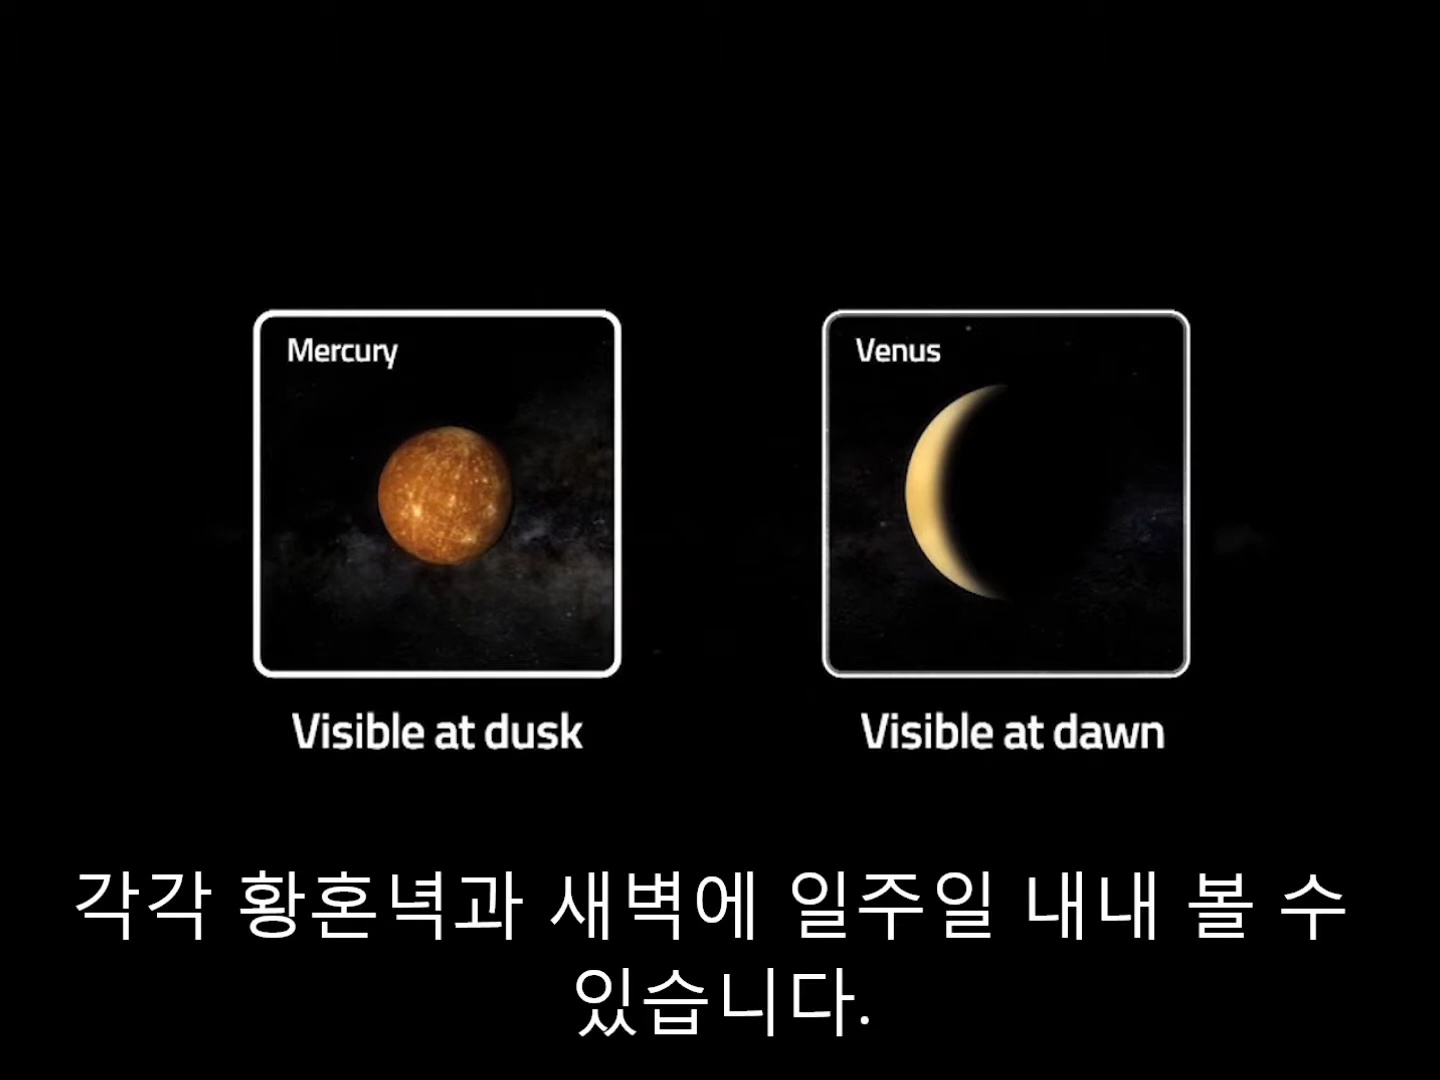 Mercury
Venus
Visible at dusk
Visible at dawn
각각 황혼녘과 새벽에 일주일 내내 볼 수
있습니다.